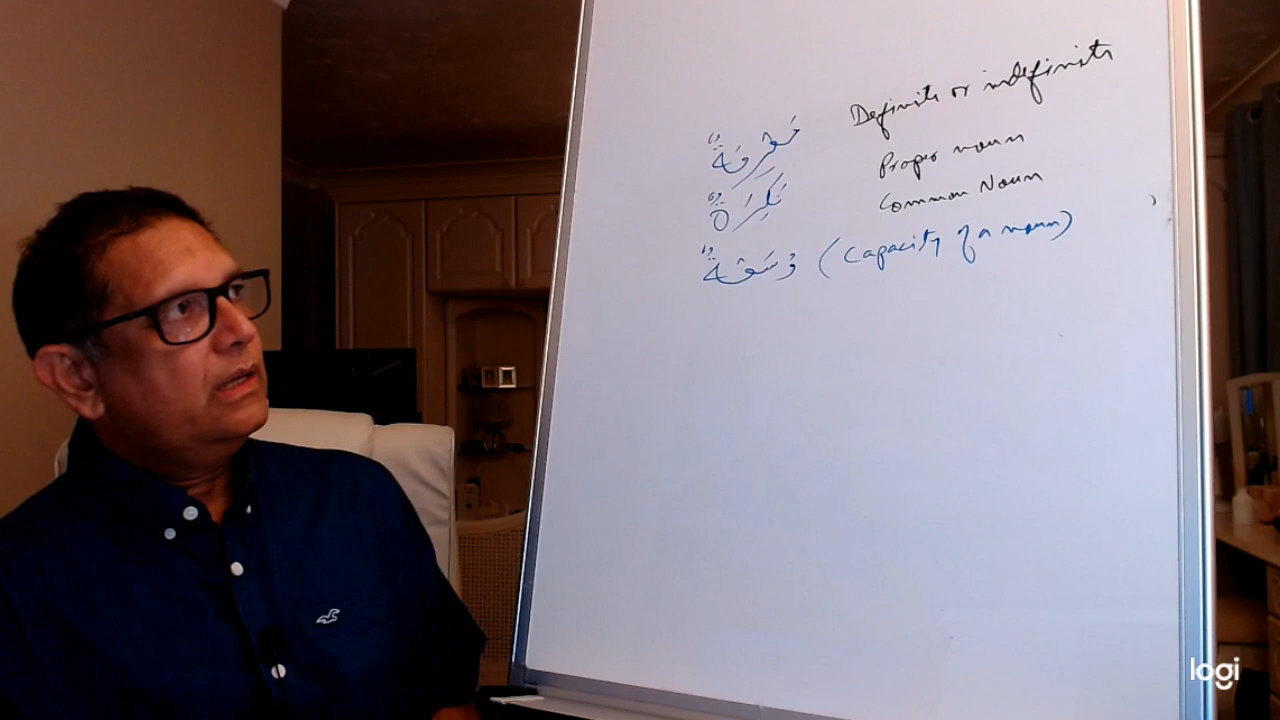 Definite or indefinite
مَعْرِفَةٌ Proper noun
نَكِرَةٌ Common Noun
وُسَعْةٌ (capacity of a noun)
logi